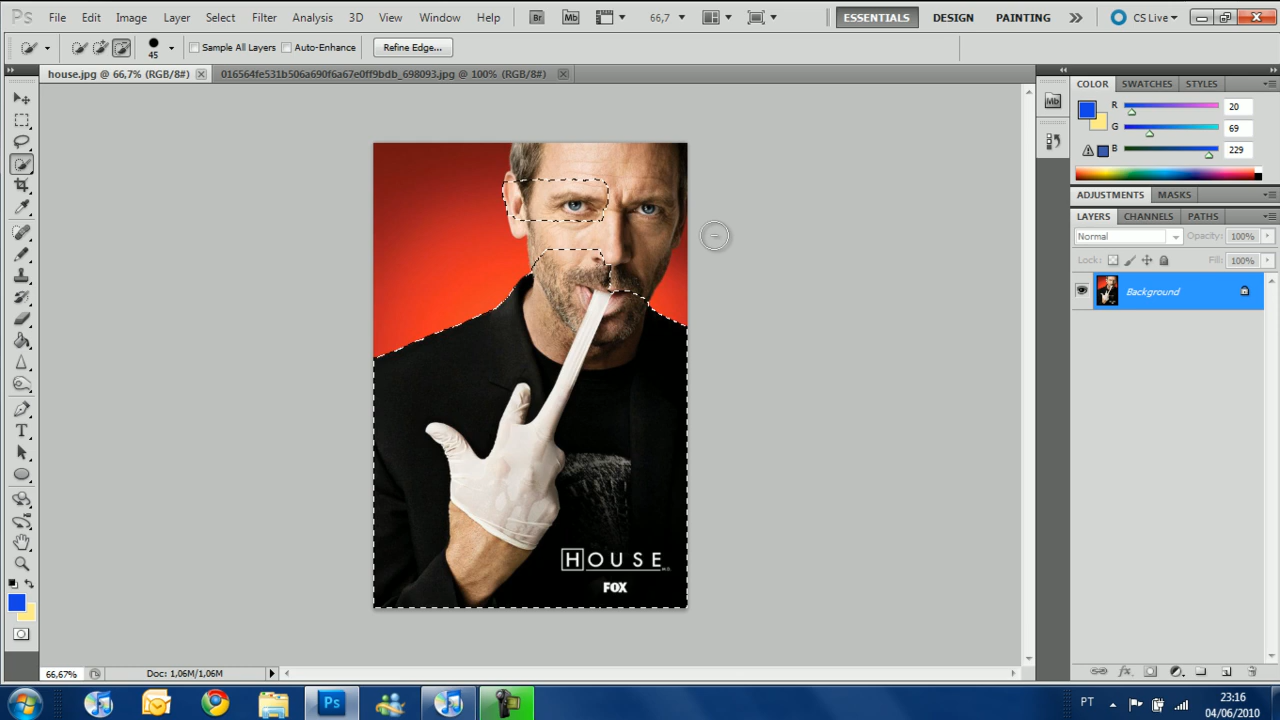 Ps File Edit Image Layer Select Filter Analysis 3D View Window Help Br Mb 66,7 ESSENTIALS DESIGN PAINTING CS Live
45 Sample All Layers Auto-Enhance Refine Edge...
house.jpg @ 66,7% (RGB/8#) 016564fe531b506a690f6a67e0ff9bdb_698093.jpg @ 100% (RGB/8#)
COLOR SWATCHES STYLES
Mb
R 20
G 69
B 229
ADJUSTMENTS MASKS
LAYERS CHANNELS PATHS
Normal Opacity: 100%
Lock: Fill: 100%
Background
T
HOUSE
FOX
66,67% Doc: 1,06M/1,06M
fx
Ps PT 23:16
04/06/2010